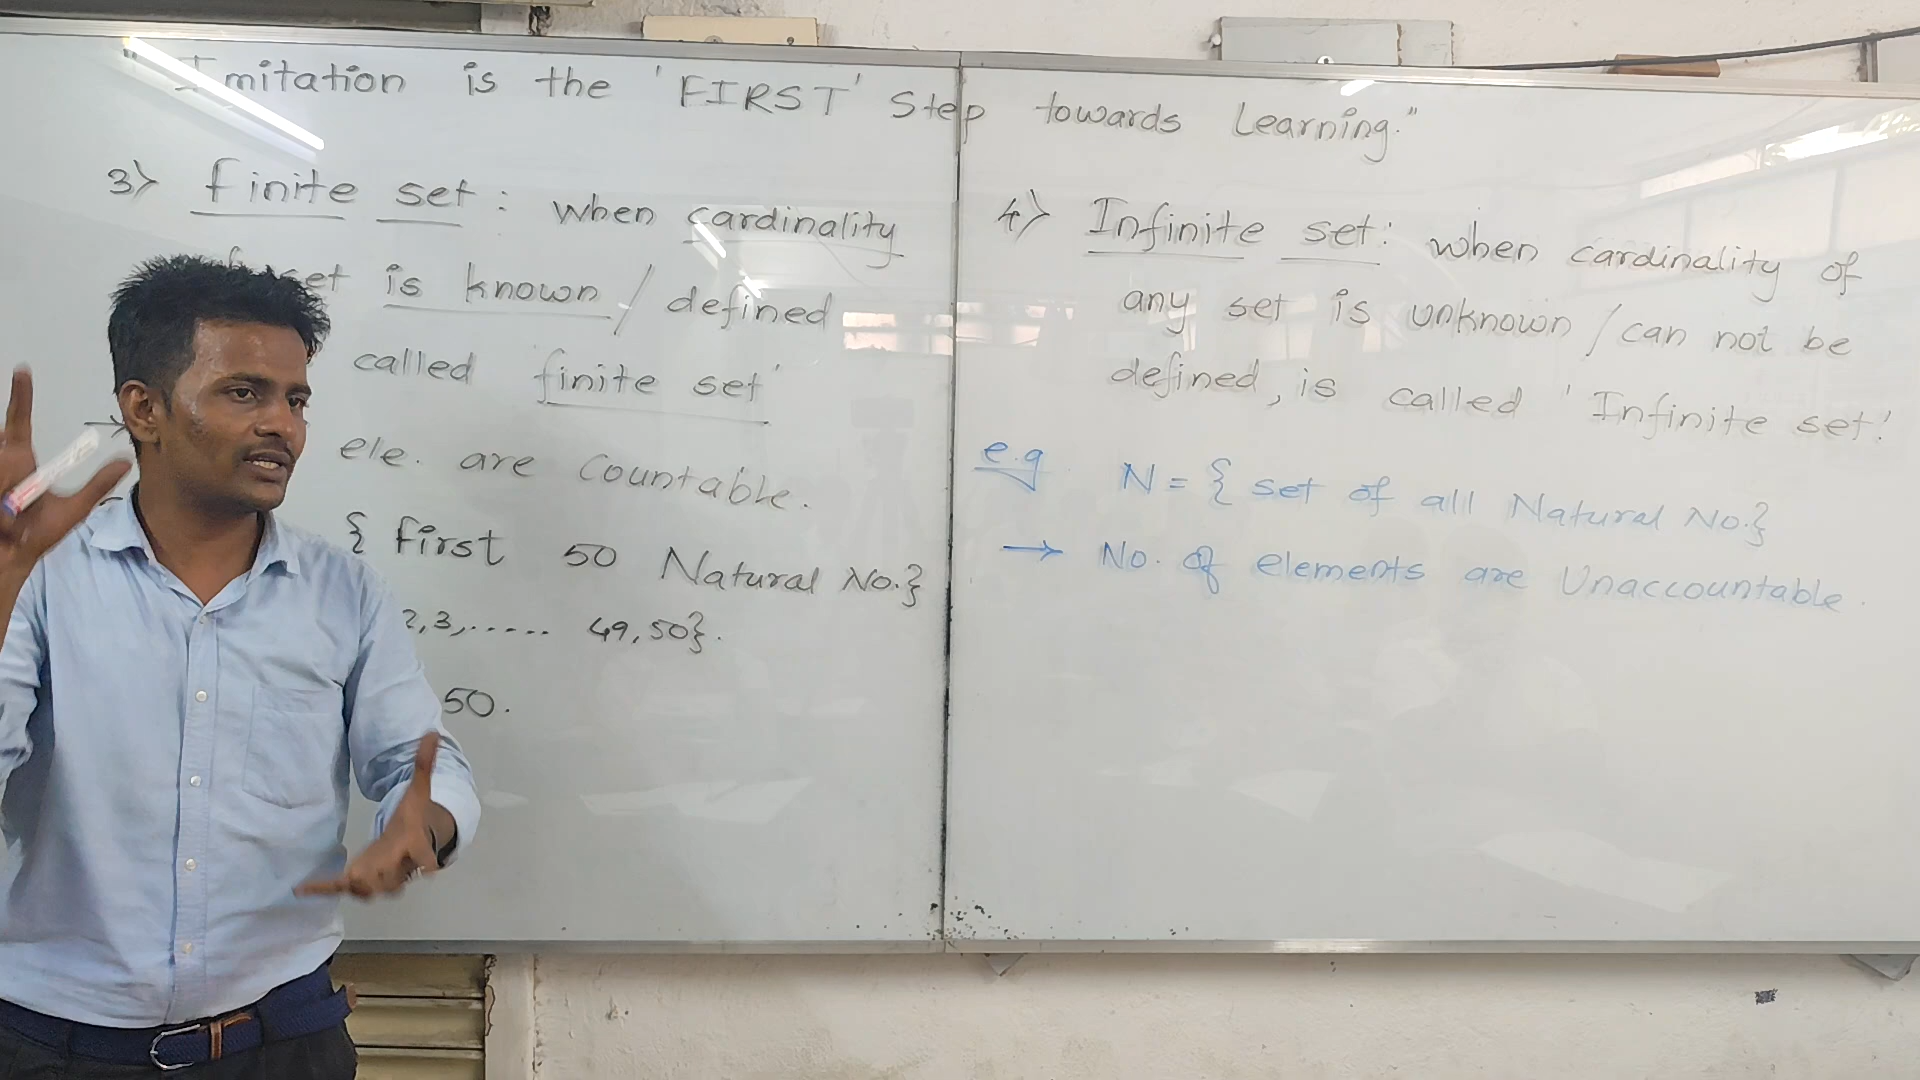 "Imitation is the 'FIRST' Step towards Learning."
3> finite set : when cardinality
set is known / defined
called finite set'
ele. are Countable.
{ first 50 Natural No.}
2,3,..... 49,50}.
50.
4> Infinite set: when cardinality of
any set is unknown / can not be
defined, is called 'Infinite set'
e.g N = { set of all Natural No.}
→ No. of elements are Unaccountable.